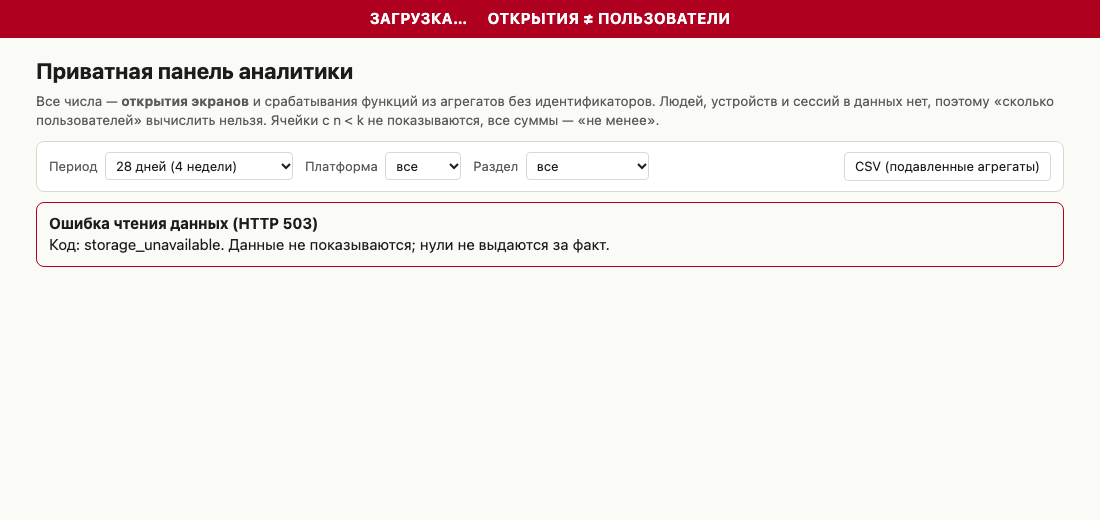 ЗАГРУЗКА... ОТКРЫТИЯ ≠ ПОЛЬЗОВАТЕЛИ
Приватная панель аналитики
Все числа — открытия экранов и срабатывания функций из агрегатов без идентификаторов. Людей, устройств и сессий в данных нет, поэтому «сколько
пользователей» вычислить нельзя. Ячейки с n < k не показываются, все суммы — «не менее».
Период 28 дней (4 недели) Платформа все Раздел все CSV (подавленные агрегаты)
Ошибка чтения данных (HTTP 503)
Код: storage_unavailable. Данные не показываются; нули не выдаются за факт.